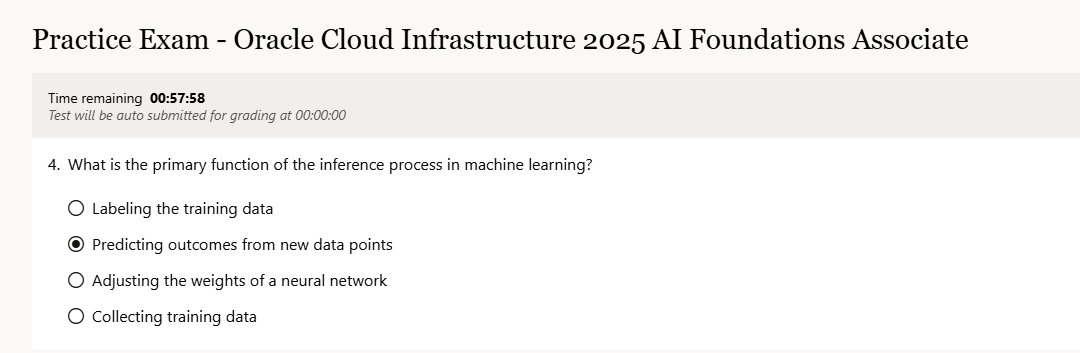 Practice Exam - Oracle Cloud Infrastructure 2025 AI Foundations Associate
Time remaining 00:57:58
Test will be auto submitted for grading at 00:00:00
4. What is the primary function of the inference process in machine learning?
Labeling the training data
Predicting outcomes from new data points
Adjusting the weights of a neural network
Collecting training data